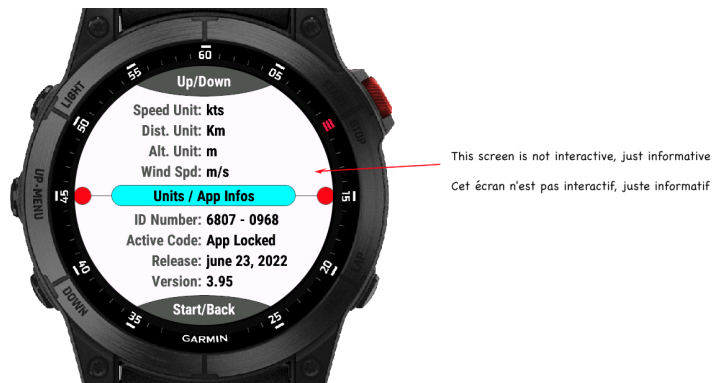 60
55
05
LIGHT
Up/Down
50
STOP
Speed Unit: kts
Dist. Unit: Km
Alt. Unit: m
Wind Spd: m/s
This screen is not interactive, just informative
Cet écran n'est pas interactif, juste informatif
UP·MENU
45
Units / App Infos
15
ID Number: 6807 - 0968
Active Code: App Locked
Release: june 23, 2022
Version: 3.95
40
20
LAP
DOWN
Start/Back
35
25
GARMIN